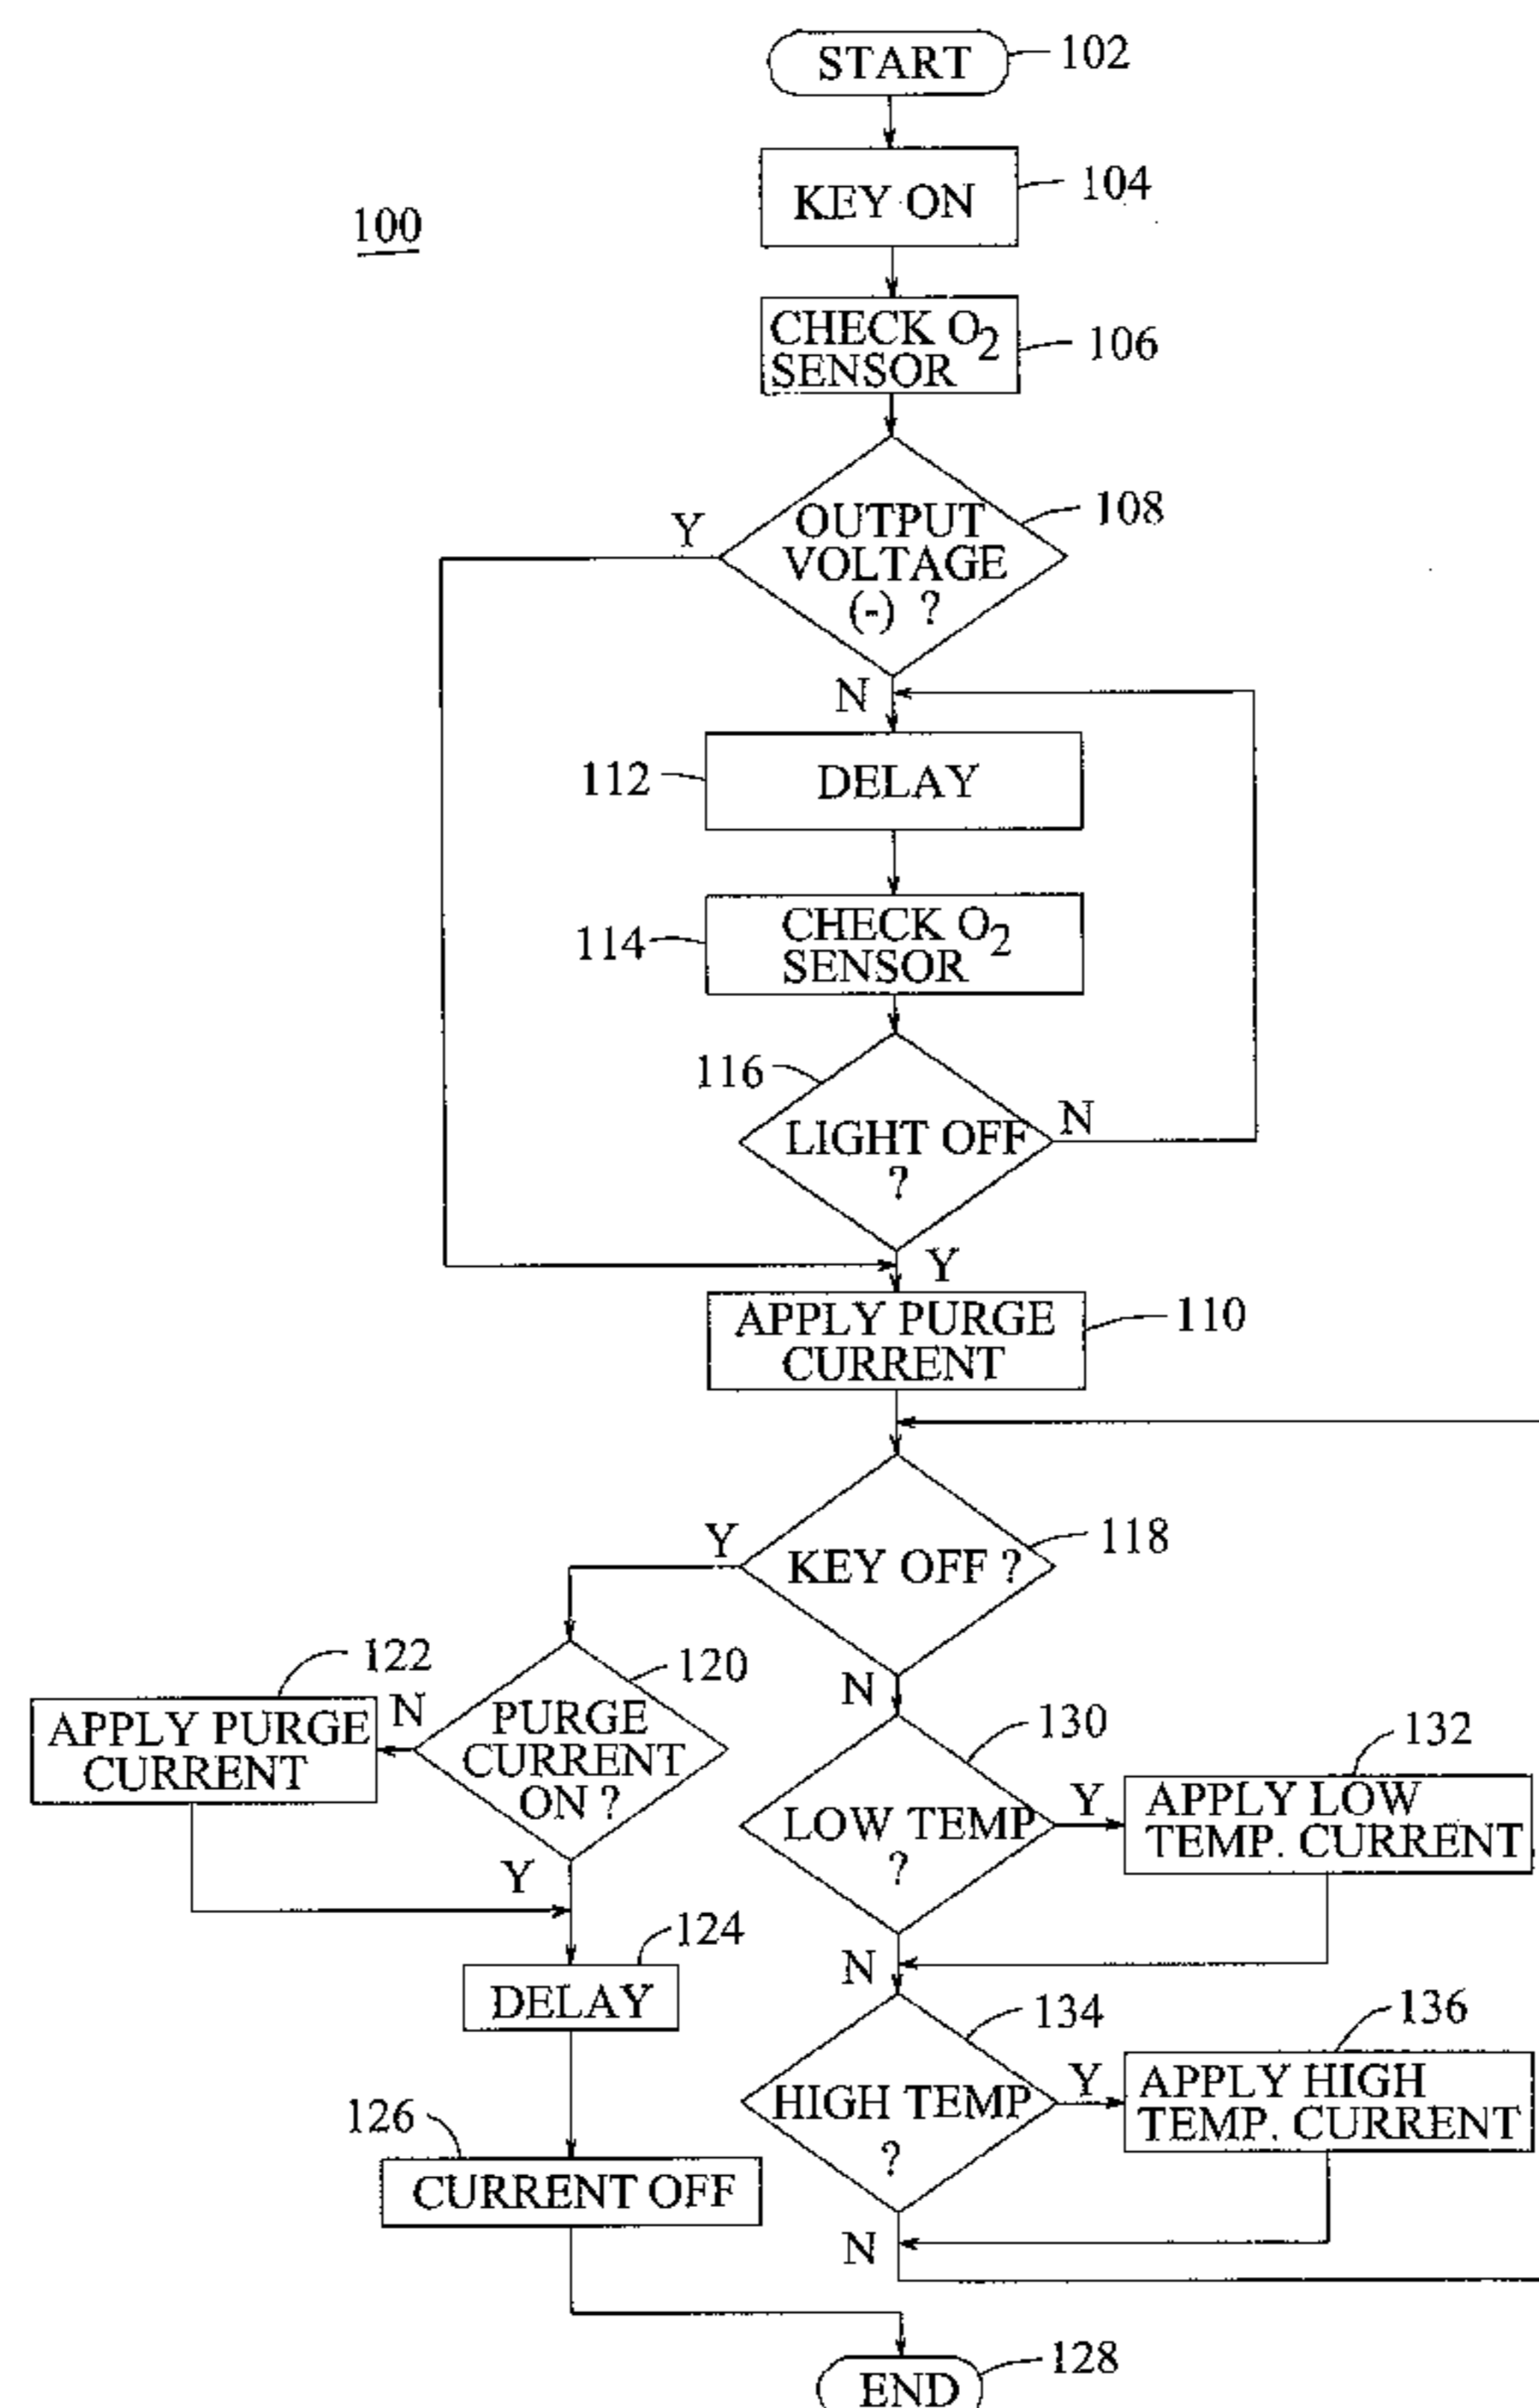 START
102
KEY ON
104
100
CHECK O2
SENSOR
106
OUTPUT
VOLTAGE
(-) ?
108
Y
N
DELAY
112
CHECK O2
SENSOR
114
116
LIGHT OFF
?
N
Y
APPLY PURGE
CURRENT
110
KEY OFF ?
118
Y
N
122
APPLY PURGE
CURRENT
N
120
PURGE
CURRENT
ON ?
Y
130
LOW TEMP
?
Y
132
APPLY LOW
TEMP. CURRENT
N
124
DELAY
134
HIGH TEMP
?
Y
136
APPLY HIGH
TEMP. CURRENT
N
126
CURRENT OFF
128
END